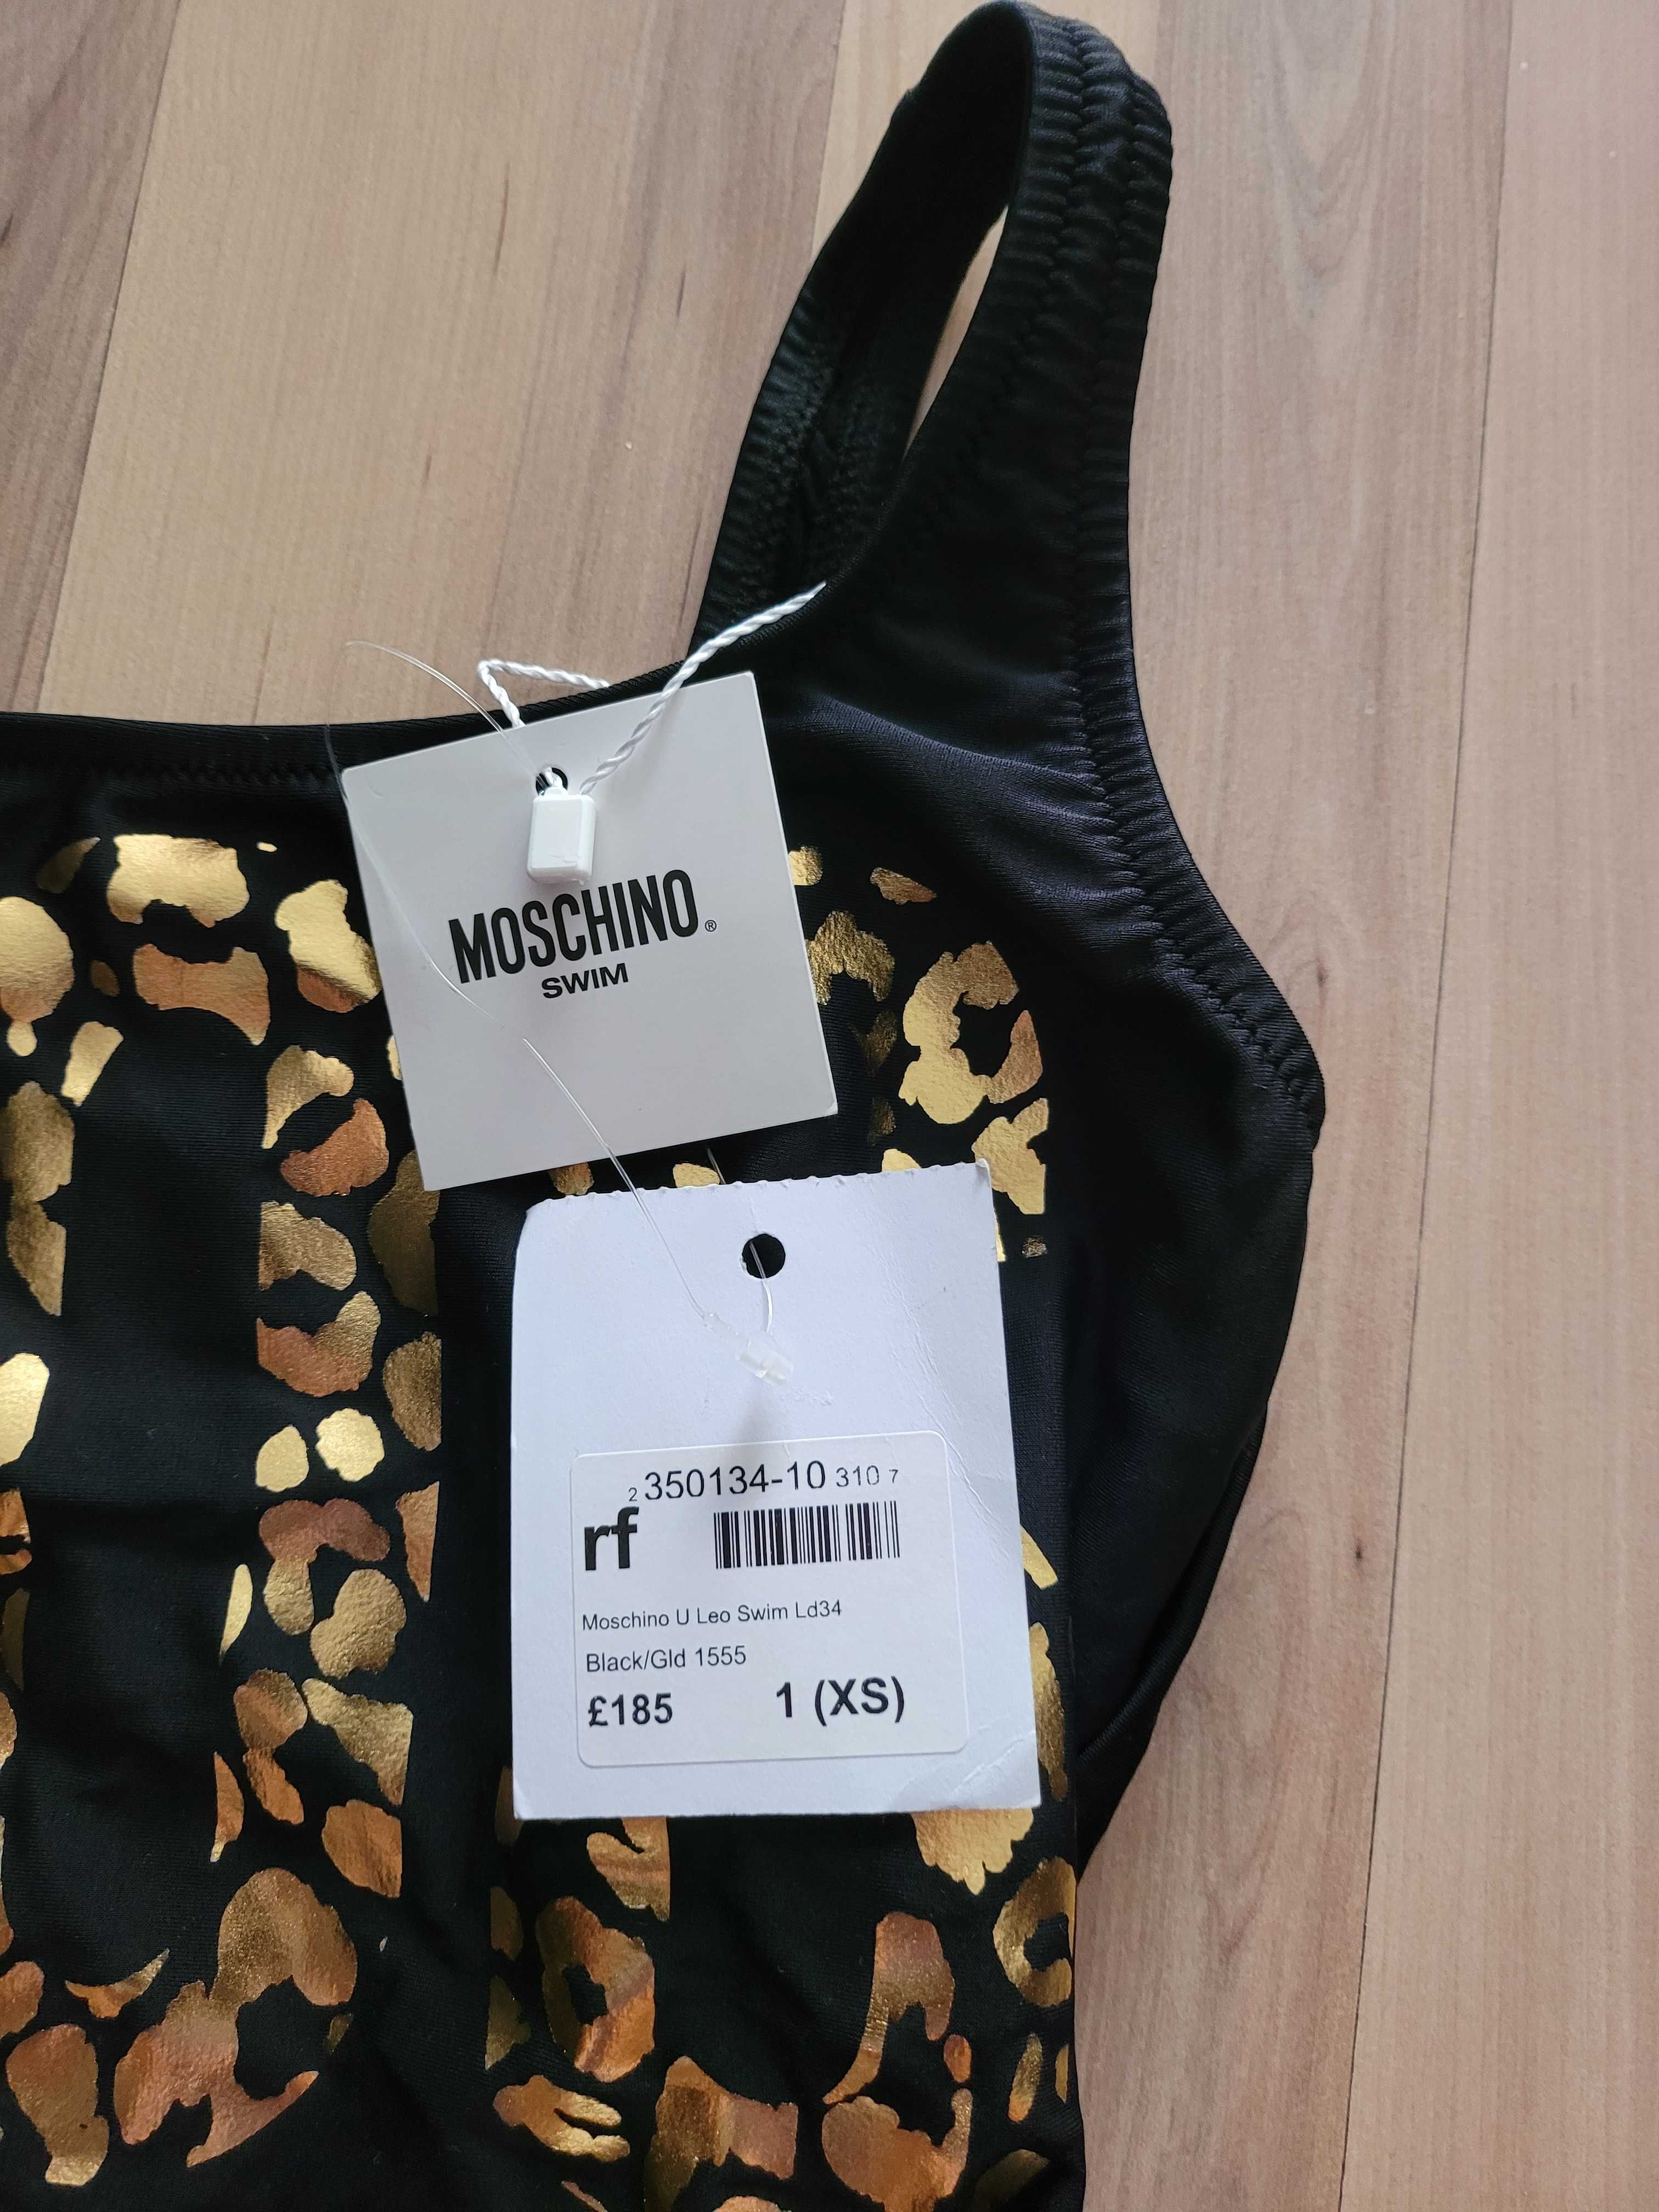 MOSCHINO®
SWIM
2 350134-10 310 7
rf
Moschino U Leo Swim Ld34
Black/Gld 1555
£185 1 (XS)